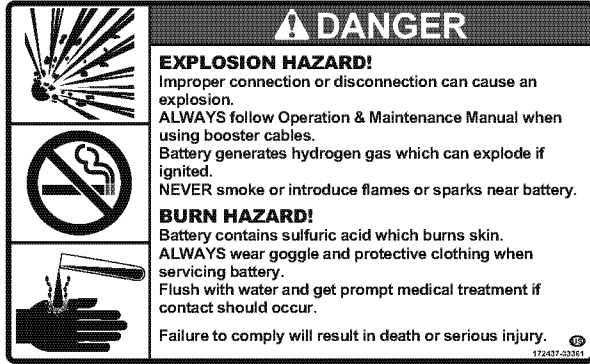 DANGER
EXPLOSION HAZARD!
Improper connection or disconnection can cause an
explosion.
ALWAYS follow Operation & Maintenance Manual when
using booster cables.
Battery generates hydrogen gas which can explode if
ignited.
NEVER smoke or introduce flames or sparks near battery.
BURN HAZARD!
Battery contains sulfuric acid which burns skin.
ALWAYS wear goggle and protective clothing when
servicing battery.
Flush with water and get prompt medical treatment if
contact should occur.
Failure to comply will result in death or serious injury.
172437-33361